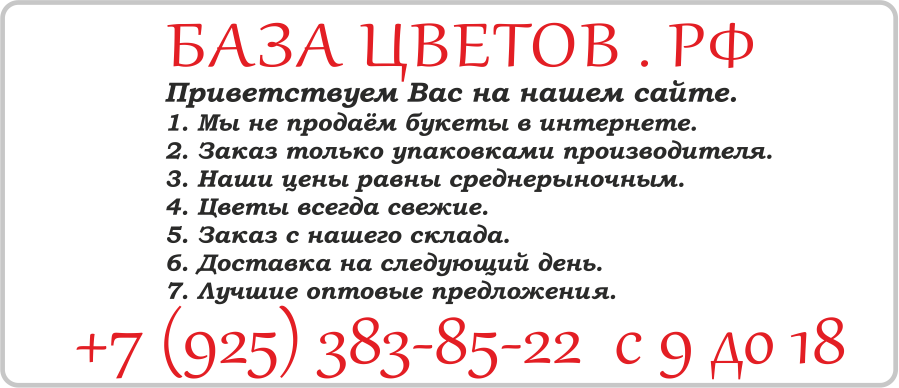 БАЗА ЦВЕТОВ . РФ
Приветствуем Вас на нашем сайте.
1. Мы не продаём букеты в интернете.
2. Заказ только упаковками производителя.
3. Наши цены равны среднерыночным.
4. Цветы всегда свежие.
5. Заказ с нашего склада.
6. Доставка на следующий день.
7. Лучшие оптовые предложения.
+7 (925) 383-85-22 с 9 до 18